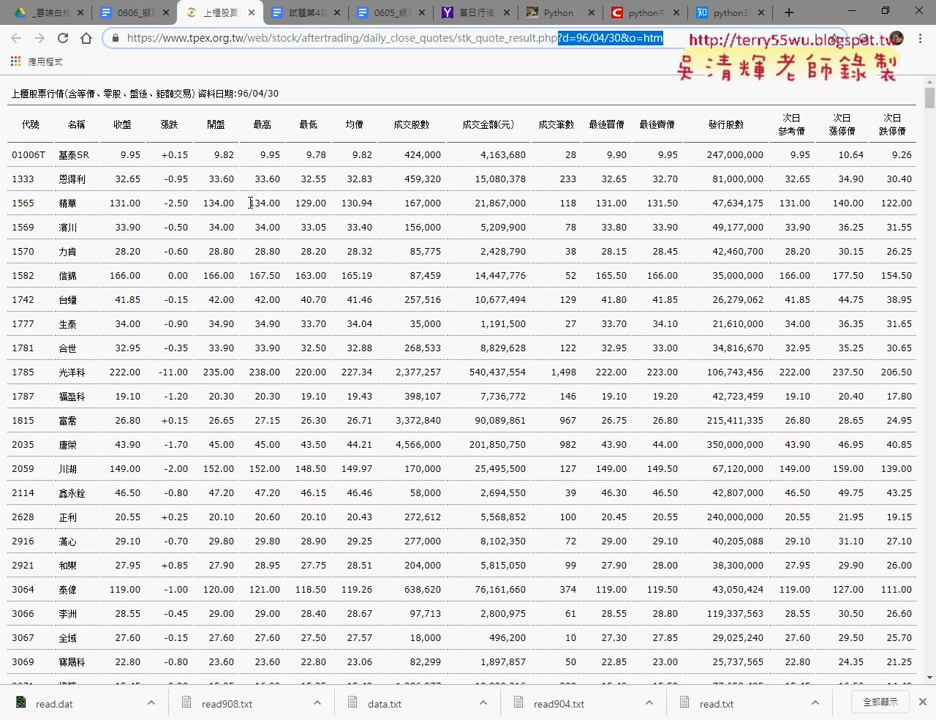 _雲端白板
0606_擷
上櫃股票
試題第4
0605_網
當日行情
Python
python中
python
https://www.tpex.org.tw/web/stock/aftertrading/daily_close_quotes/stk_quote_result.php?d=96/04/30&o=htm
http://terry55wu.blogspot.tw
吳清輝老師錄製
應用程式
上櫃股票行情(含等價、零股、盤後、鉅額交易) 資料日期:96/04/30
代號 名稱 收盤 漲跌 開盤 最高 最低 均價 成交股數 成交金額(元) 成交筆數 最後買價 最後賣價 發行股數 次日參考價 次日漲停價 次日跌停價
01006T 基泰SR 9.95 +0.15 9.82 9.95 9.78 9.82 424,000 4,163,680 28 9.90 9.95 247,000,000 9.95 10.64 9.26
1333 恩得利 32.65 -0.95 33.60 33.60 32.55 32.83 459,320 15,080,378 233 32.65 32.70 81,000,000 32.65 34.90 30.40
1565 精華 131.00 -2.50 134.00 134.00 129.00 130.94 167,000 21,867,000 118 131.00 131.50 47,634,175 131.00 140.00 122.00
1569 濱川 33.90 -0.50 34.00 34.00 33.05 33.40 156,000 5,209,900 78 33.80 33.90 49,177,000 33.90 36.25 31.55
1570 力肯 28.20 -0.60 28.80 28.80 28.20 28.32 85,775 2,428,790 38 28.15 28.45 42,460,700 28.20 30.15 26.25
1582 信錦 166.00 0.00 166.00 167.50 163.00 165.19 87,459 14,447,776 52 165.50 166.00 35,000,000 166.00 177.50 154.50
1742 台蠟 41.85 -0.15 42.00 42.00 40.70 41.46 257,516 10,677,494 129 41.80 41.85 26,279,062 41.85 44.75 38.95
1777 生泰 34.00 -0.90 34.90 34.90 33.70 34.04 35,000 1,191,500 27 33.70 34.10 21,610,000 34.00 36.35 31.65
1781 合世 32.95 -0.35 33.90 33.90 32.50 32.88 268,533 8,829,628 122 32.95 33.00 34,816,670 32.95 35.25 30.65
1785 光洋科 222.00 -11.00 235.00 238.00 220.00 227.34 2,377,257 540,437,554 1,498 222.00 223.00 106,743,456 222.00 237.50 206.50
1787 福盈科 19.10 -1.20 20.30 20.30 19.10 19.43 398,107 7,736,772 146 19.10 19.20 42,723,459 19.10 20.40 17.80
1815 富喬 26.80 +0.15 26.65 27.15 26.30 26.71 3,372,840 90,089,861 967 26.75 26.80 215,411,335 26.80 28.65 24.95
2035 唐榮 43.90 -1.70 45.00 45.00 43.50 44.21 4,566,000 201,850,750 982 43.90 44.00 350,000,000 43.90 46.95 40.85
2059 川湖 149.00 -2.00 152.00 152.00 148.50 149.97 170,000 25,495,500 127 149.00 149.50 67,120,000 149.00 159.00 139.00
2114 鑫永銓 46.50 -0.80 47.20 47.20 46.15 46.46 58,000 2,694,550 39 46.30 46.50 42,807,000 46.50 49.75 43.25
2628 正利 20.55 +0.25 20.10 20.60 20.10 20.43 272,612 5,568,852 100 20.45 20.55 240,000,000 20.55 21.95 19.15
2916 滿心 29.10 -0.70 29.80 29.80 28.90 29.25 277,000 8,102,350 72 29.00 29.10 40,205,088 29.10 31.10 27.10
2921 和樂 27.95 +0.85 27.90 28.95 27.75 28.51 204,000 5,815,050 99 27.90 28.00 38,300,000 27.95 29.90 26.00
3064 泰偉 119.00 -1.00 120.00 121.00 118.50 119.26 638,620 76,161,660 374 119.00 119.50 43,050,424 119.00 127.00 111.00
3066 李洲 28.55 -0.45 29.00 29.00 28.40 28.67 97,713 2,800,975 61 28.55 28.80 119,337,563 28.55 30.50 26.60
3067 全域 27.60 -0.15 27.60 27.60 27.50 27.57 18,000 496,200 10 27.30 27.85 29,025,240 27.60 29.50 25.70
3069 寶晟科 22.80 -0.80 23.60 23.60 22.80 23.06 82,299 1,897,857 50 22.85 23.00 25,737,565 22.80 24.35 21.25
read.dat
read908.txt
data.txt
read904.txt
read.txt
全部顯示